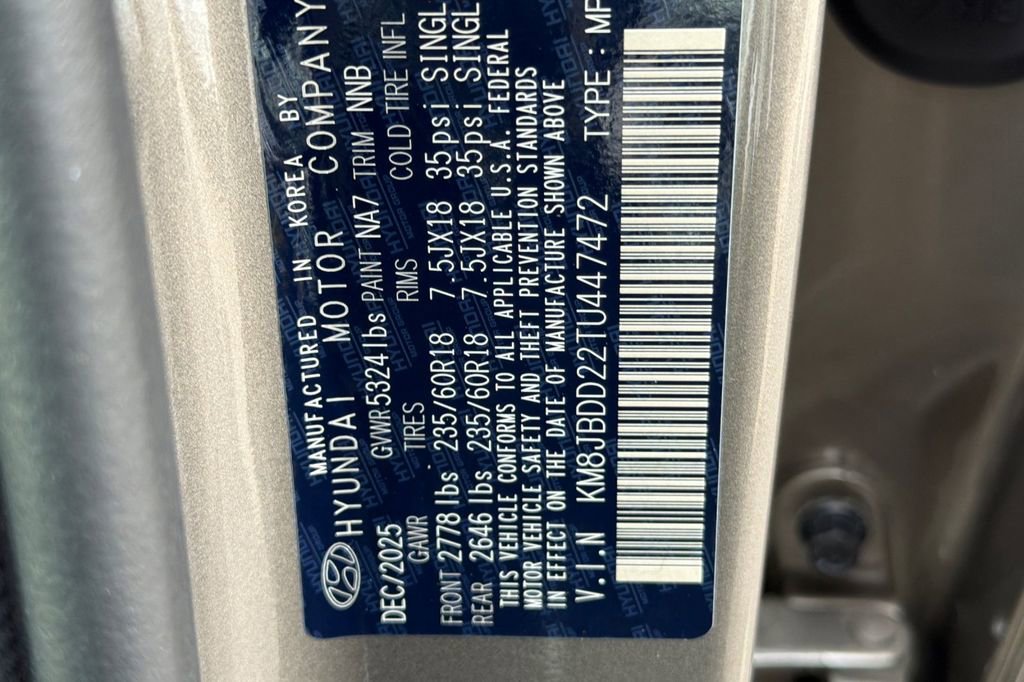 MANUFACTURED IN KOREA BY
HYUNDAI MOTOR COMPANY
DEC/2025 GVWR 5324lbs PAINT NA7 TRIM NNB
GAWR TIRES RIMS COLD TIRE INFL
FRONT 2778 lbs 235/60R18 7.5JX18 35psi SINGL
REAR 2646 lbs 235/60R18 7.5JX18 35psi SINGL
THIS VEHICLE CONFORMS TO ALL APPLICABLE U.S.A. FEDERAL
MOTOR VEHICLE SAFETY AND THEFT PREVENTION STANDARDS
IN EFFECT ON THE DATE OF MANUFACTURE SHOWN ABOVE
V.I.N KM8JBDD22TU447472 TYPE : MP